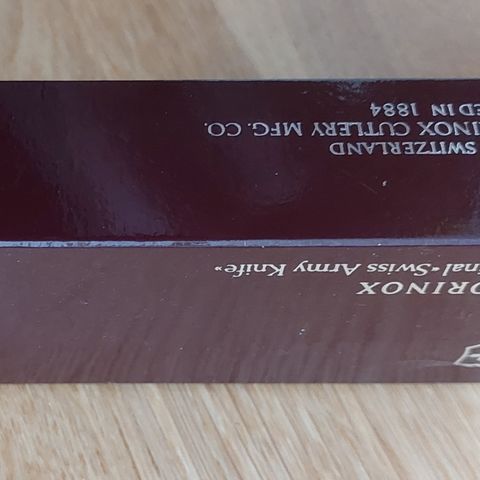 ORINOX
inal «Swiss Army Knife»
SWITZERLAND
RINOX CUTLERY MFG. CO.
ED IN 1884